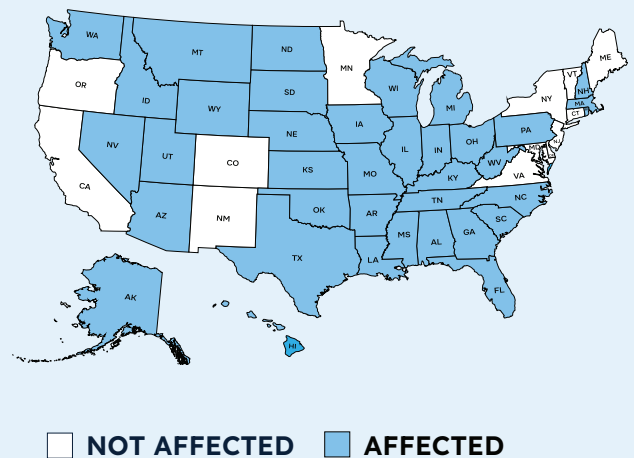 WA
MT
ND
MN
ME
VT
NH
OR
ID
WY
SD
WI
MI
NY
MA
CT
NV
UT
NE
IA
PA
NJ
IL
IN
OH
MD
CA
CO
KS
MO
WV
VA
KY
AZ
NM
OK
AR
TN
NC
SC
TX
LA
MS
AL
GA
FL
AK
HI
NOT AFFECTED AFFECTED